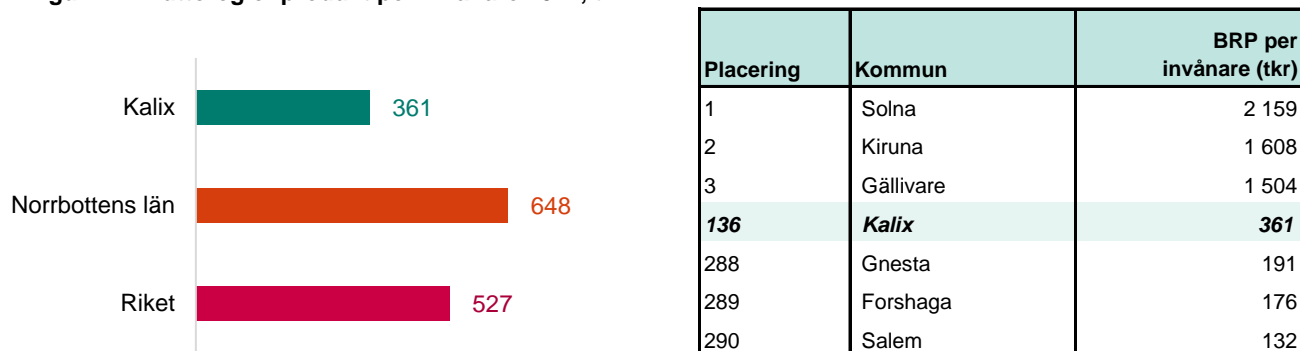 Kalix 361
Norrbottens län 648
Riket 527
Placering Kommun BRP per invånare (tkr)
1 Solna 2 159
2 Kiruna 1 608
3 Gällivare 1 504
136 Kalix 361
288 Gnesta 191
289 Forshaga 176
290 Salem 132